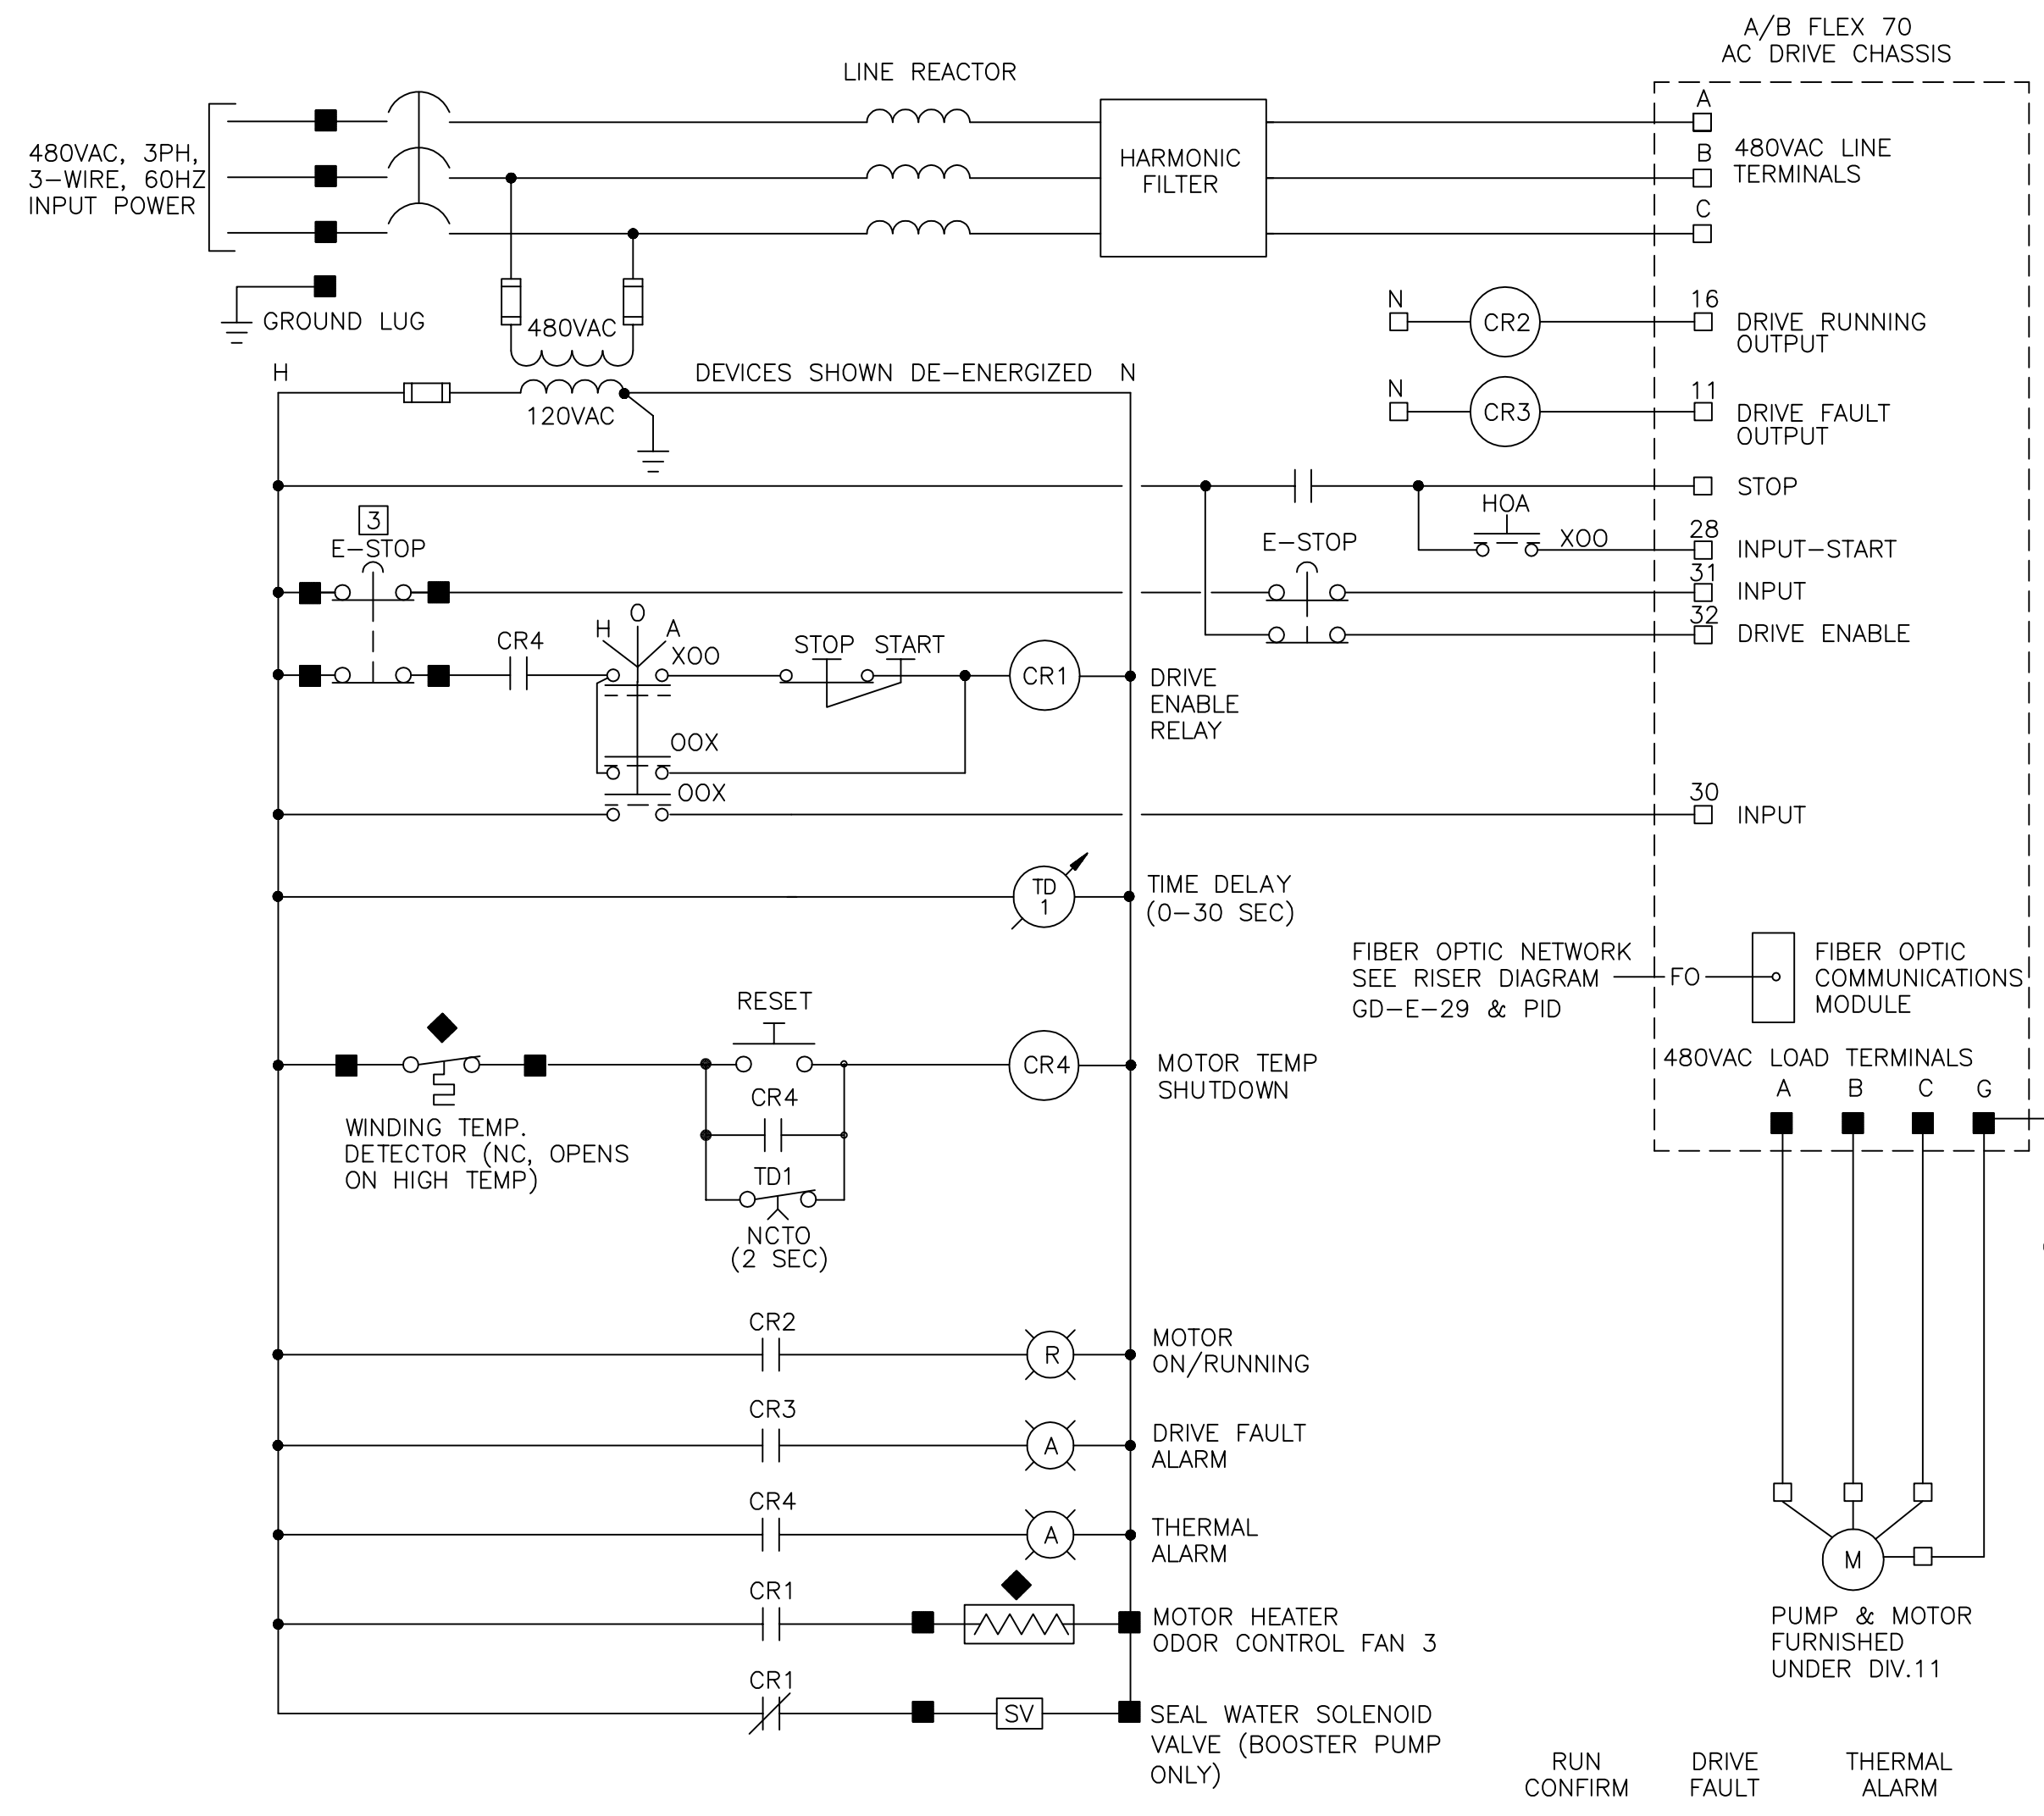 A/B FLEX 70
AC DRIVE CHASSIS
LINE REACTOR
A
480VAC, 3PH,
3-WIRE, 60HZ
INPUT POWER
HARMONIC
FILTER
B
480VAC LINE
TERMINALS
C
GROUND LUG
480VAC
N
CR2
16
DRIVE RUNNING
OUTPUT
H
DEVICES SHOWN DE-ENERGIZED
N
120VAC
N
CR3
11
DRIVE FAULT
OUTPUT
STOP
3
E-STOP
HOA
XOO
E-STOP
28
INPUT-START
31
INPUT
32
DRIVE ENABLE
CR4
H
O
A
XOO
STOP
START
CR1
DRIVE
ENABLE
RELAY
OOX
OOX
30
INPUT
TD
1
TIME DELAY
(0-30 SEC)
FIBER OPTIC NETWORK
SEE RISER DIAGRAM
GD-E-29 & PID
FO
FIBER OPTIC
COMMUNICATIONS
MODULE
RESET
CR4
MOTOR TEMP
SHUTDOWN
480VAC LOAD TERMINALS
A
B
C
G
WINDING TEMP.
DETECTOR (NC, OPENS
ON HIGH TEMP)
CR4
TD1
NCTO
(2 SEC)
CR2
R
MOTOR
ON/RUNNING
CR3
A
DRIVE FAULT
ALARM
CR4
A
THERMAL
ALARM
M
CR1
MOTOR HEATER
ODOR CONTROL FAN 3
PUMP & MOTOR
FURNISHED
UNDER DIV.11
CR1
SV
SEAL WATER SOLENOID
VALVE (BOOSTER PUMP
ONLY)
RUN
CONFIRM
DRIVE
FAULT
THERMAL
ALARM